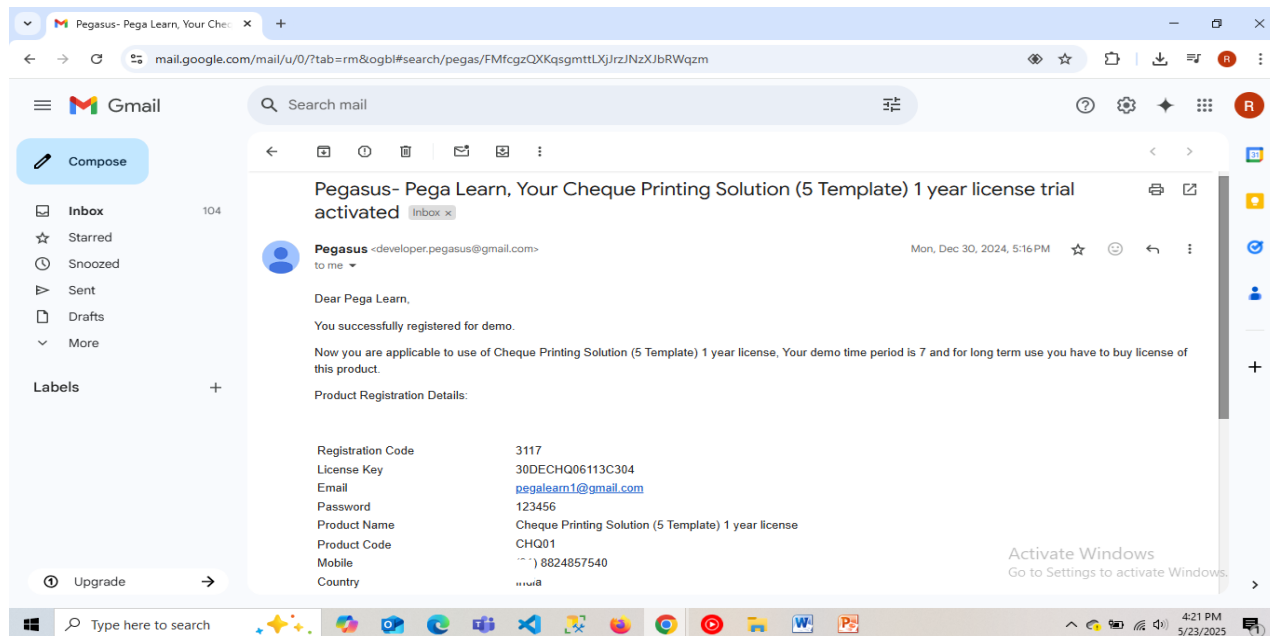 Pegasus- Pega Learn, Your Chec
mail.google.com/mail/u/0/?tab=rm&ogbl#search/pegas/FMfcgzQXKqsgmttLXjJrzJNzXJbRWqzm
R
Gmail
Search mail
R
Compose
Inbox 104
Starred
Snoozed
Sent
Drafts
More
Labels
Upgrade
Pegasus- Pega Learn, Your Cheque Printing Solution (5 Template) 1 year license trial
activated Inbox x
Pegasus <developer.pegasus@gmail.com> Mon, Dec 30, 2024, 5:16 PM
to me
Dear Pega Learn,
You successfully registered for demo.
Now you are applicable to use of Cheque Printing Solution (5 Template) 1 year license, Your demo time period is 7 and for long term use you have to buy license of
this product.
Product Registration Details:
Registration Code 3117
License Key 30DECHQ06113C304
Email pegalearn1@gmail.com
Password 123456
Product Name Cheque Printing Solution (5 Template) 1 year license
Product Code CHQ01
Mobile ) 8824857540
Country India
31
Activate Windows
Go to Settings to activate Windows.
Type here to search
4:21 PM
5/23/2025